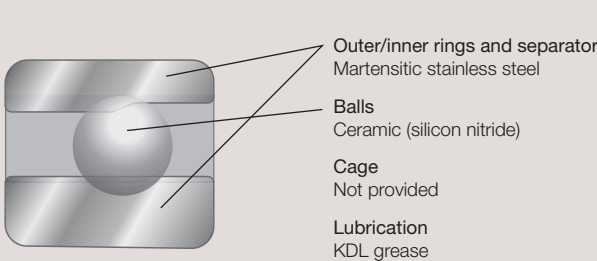 Outer/inner rings and separator
Martensitic stainless steel
Balls
Ceramic (silicon nitride)
Cage
Not provided
Lubrication
KDL grease